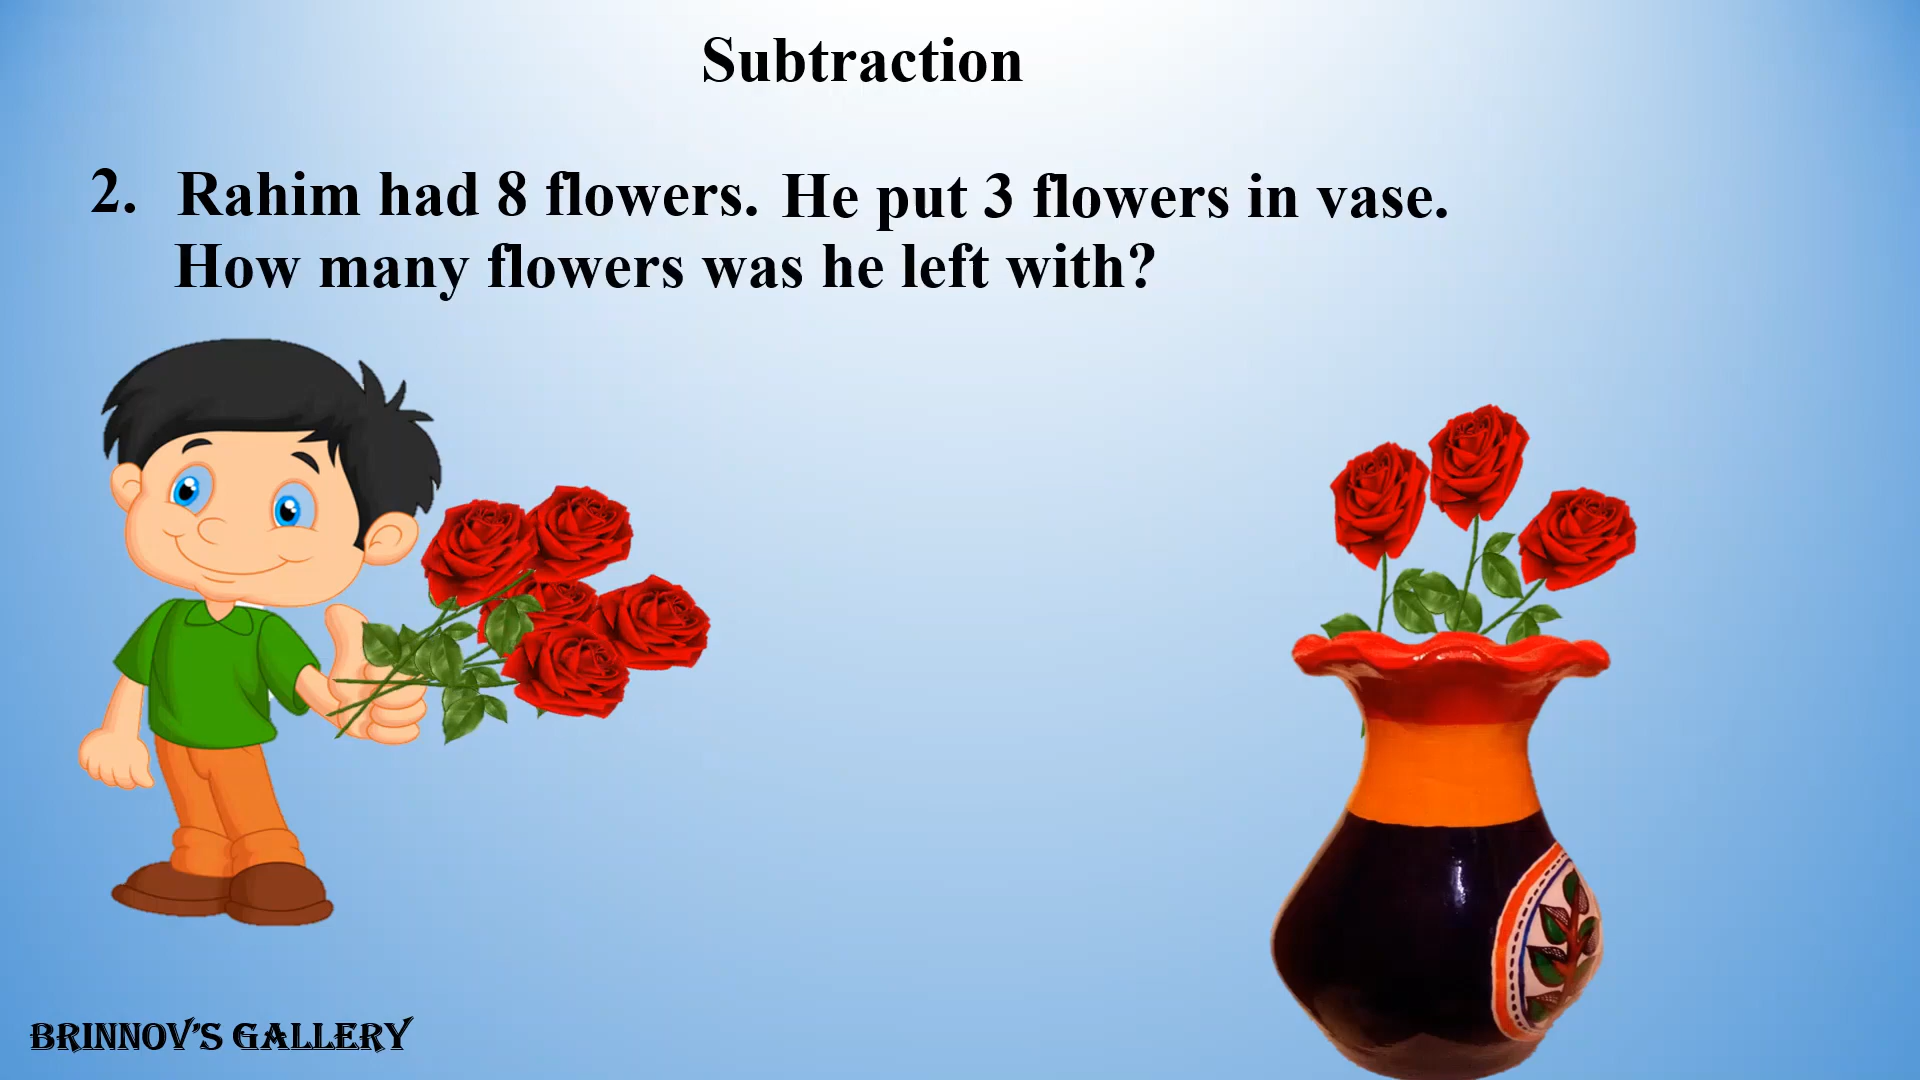 Subtraction
2. Rahim had 8 flowers. He put 3 flowers in vase.
How many flowers was he left with?
BRINNOV'S GALLERY